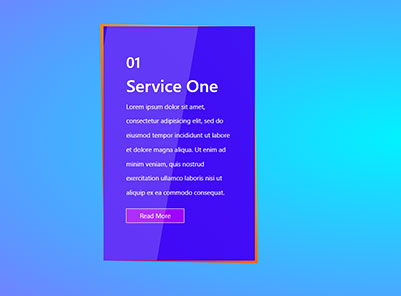 01
Service One
Lorem ipsum dolor sit amet,
consectetur adipisicing elit, sed do
eiusmod tempor incididunt ut labore
et dolore magna aliqua. Ut enim ad
minim veniam, quis nostrud
exercitation ullamco laboris nisi ut
aliquip ex ea commodo consequat.
Read More